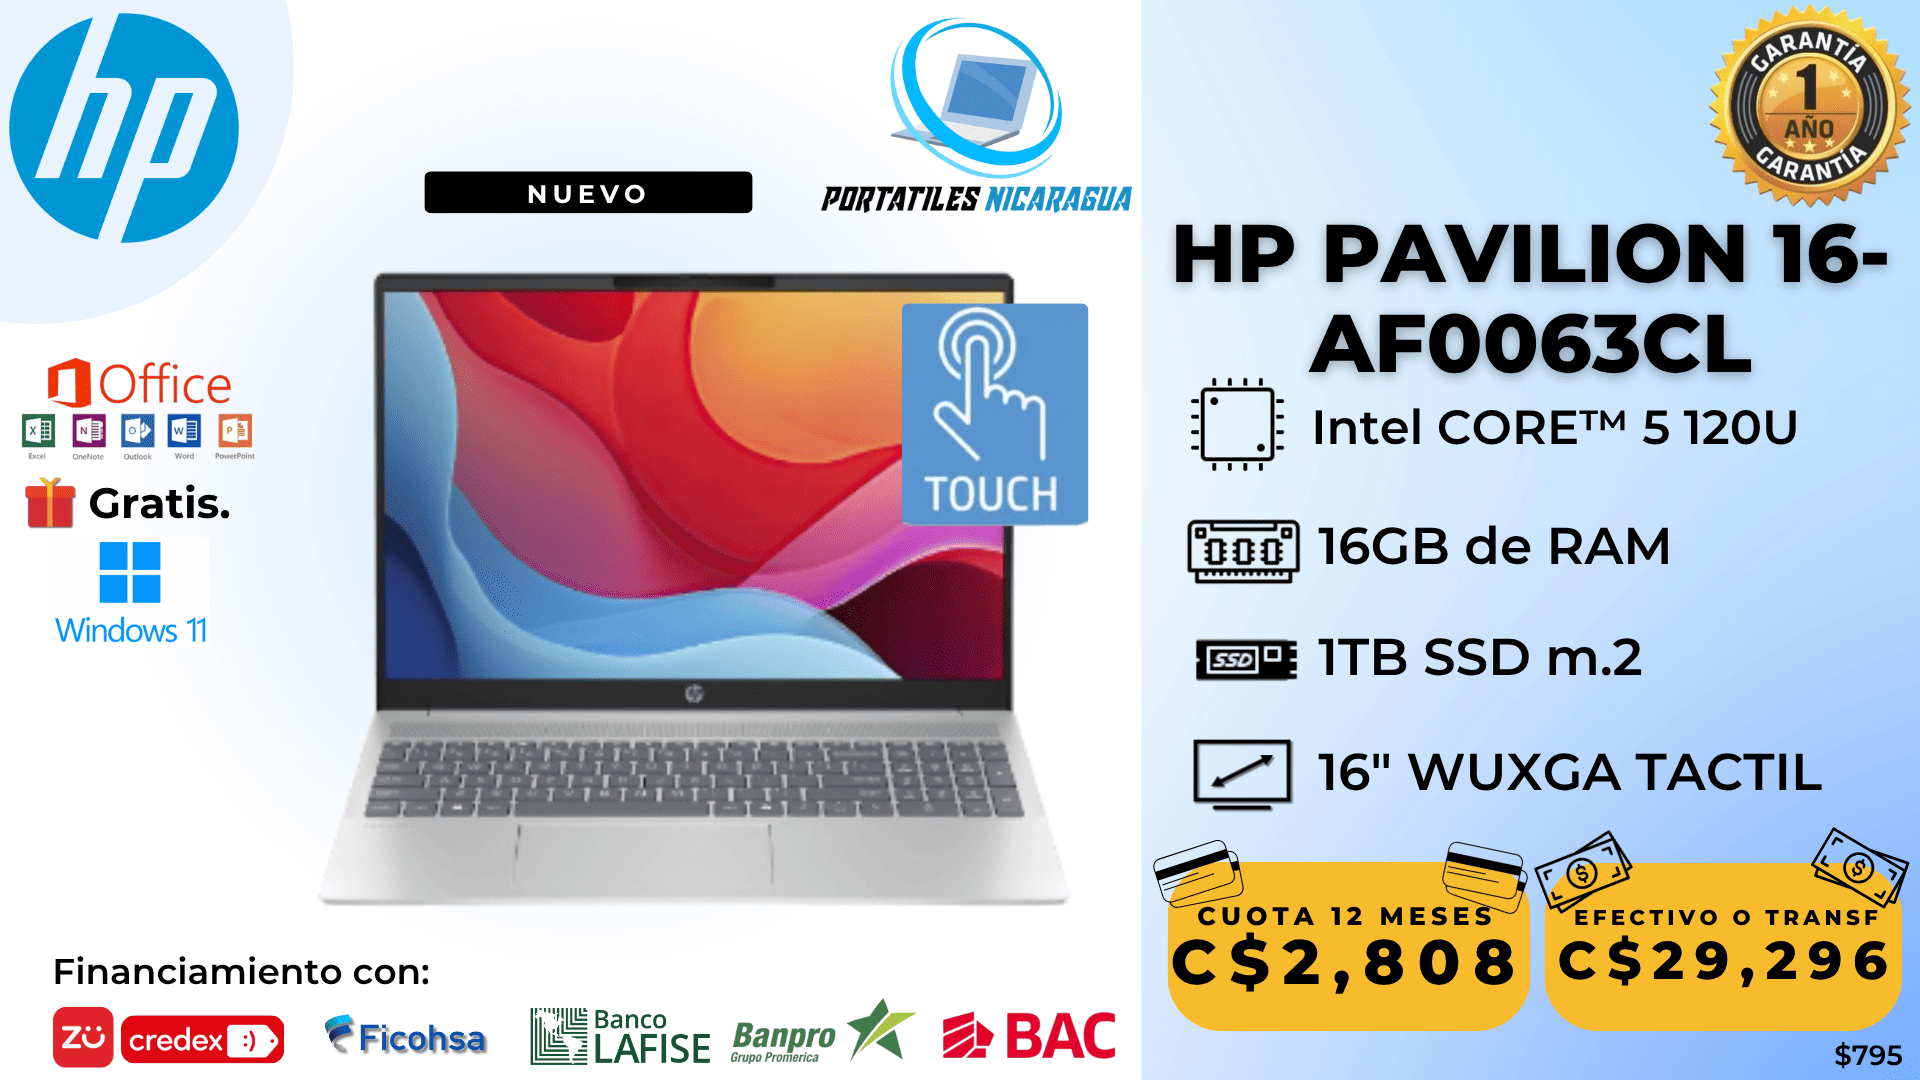 hp
NUEVO
PORTATILES NICARAGUA
GARANTÍA
1
AÑO
GARANTÍA
HP PAVILION 16-
AF0063CL
Intel CORE™ 5 120U
16GB de RAM
SSD
1TB SSD m.2
16" WUXGA TACTIL
TOUCH
Office
Excel OneNote Outlook Word PowerPoint
Gratis.
Windows 11
CUOTA 12 MESES
C$2,808
EFECTIVO O TRANSF
C$29,296
$795
Financiamiento con:
zü credex :) Ficohsa
Banco
LAFISE
Banpro
Grupo Promerica
BAC